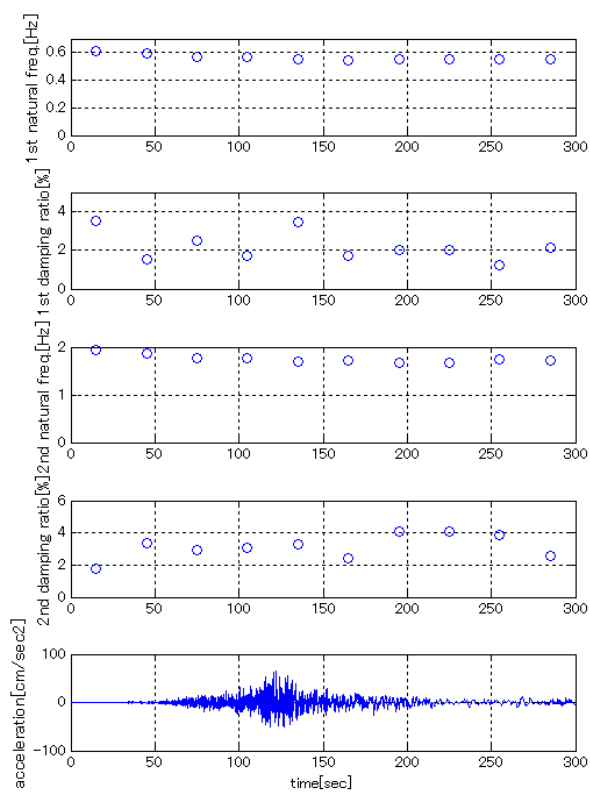 1st natural freq.[Hz]
0.6
0.4
0.2
0
0 50 100 150 200 250 300
1st damping ratio[%]
4
2
0
0 50 100 150 200 250 300
2nd natural freq.[Hz]
2
1
0
0 50 100 150 200 250 300
2nd damping ratio[%]
6
4
2
0
0 50 100 150 200 250 300
acceleration[cm/sec2]
100
0
-100
0 50 100 150 200 250 300
time[sec]